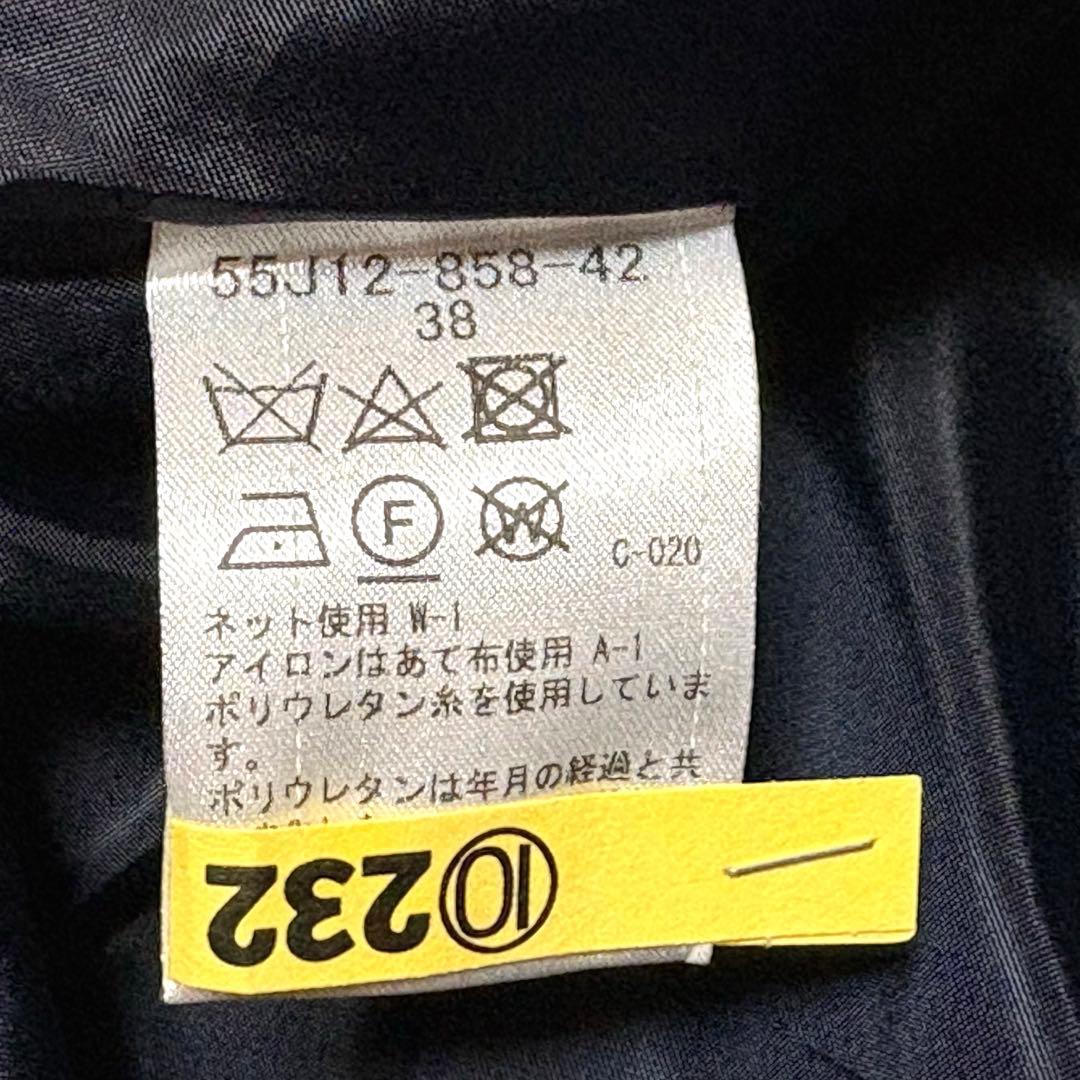 55J12-858-42
38
F
W
C-020
ネット使用 W-1
アイロンはあて布使用 A-1
ポリウレタン糸を使用していま
す。
ポリウレタンは年月の経過と共
⑩232